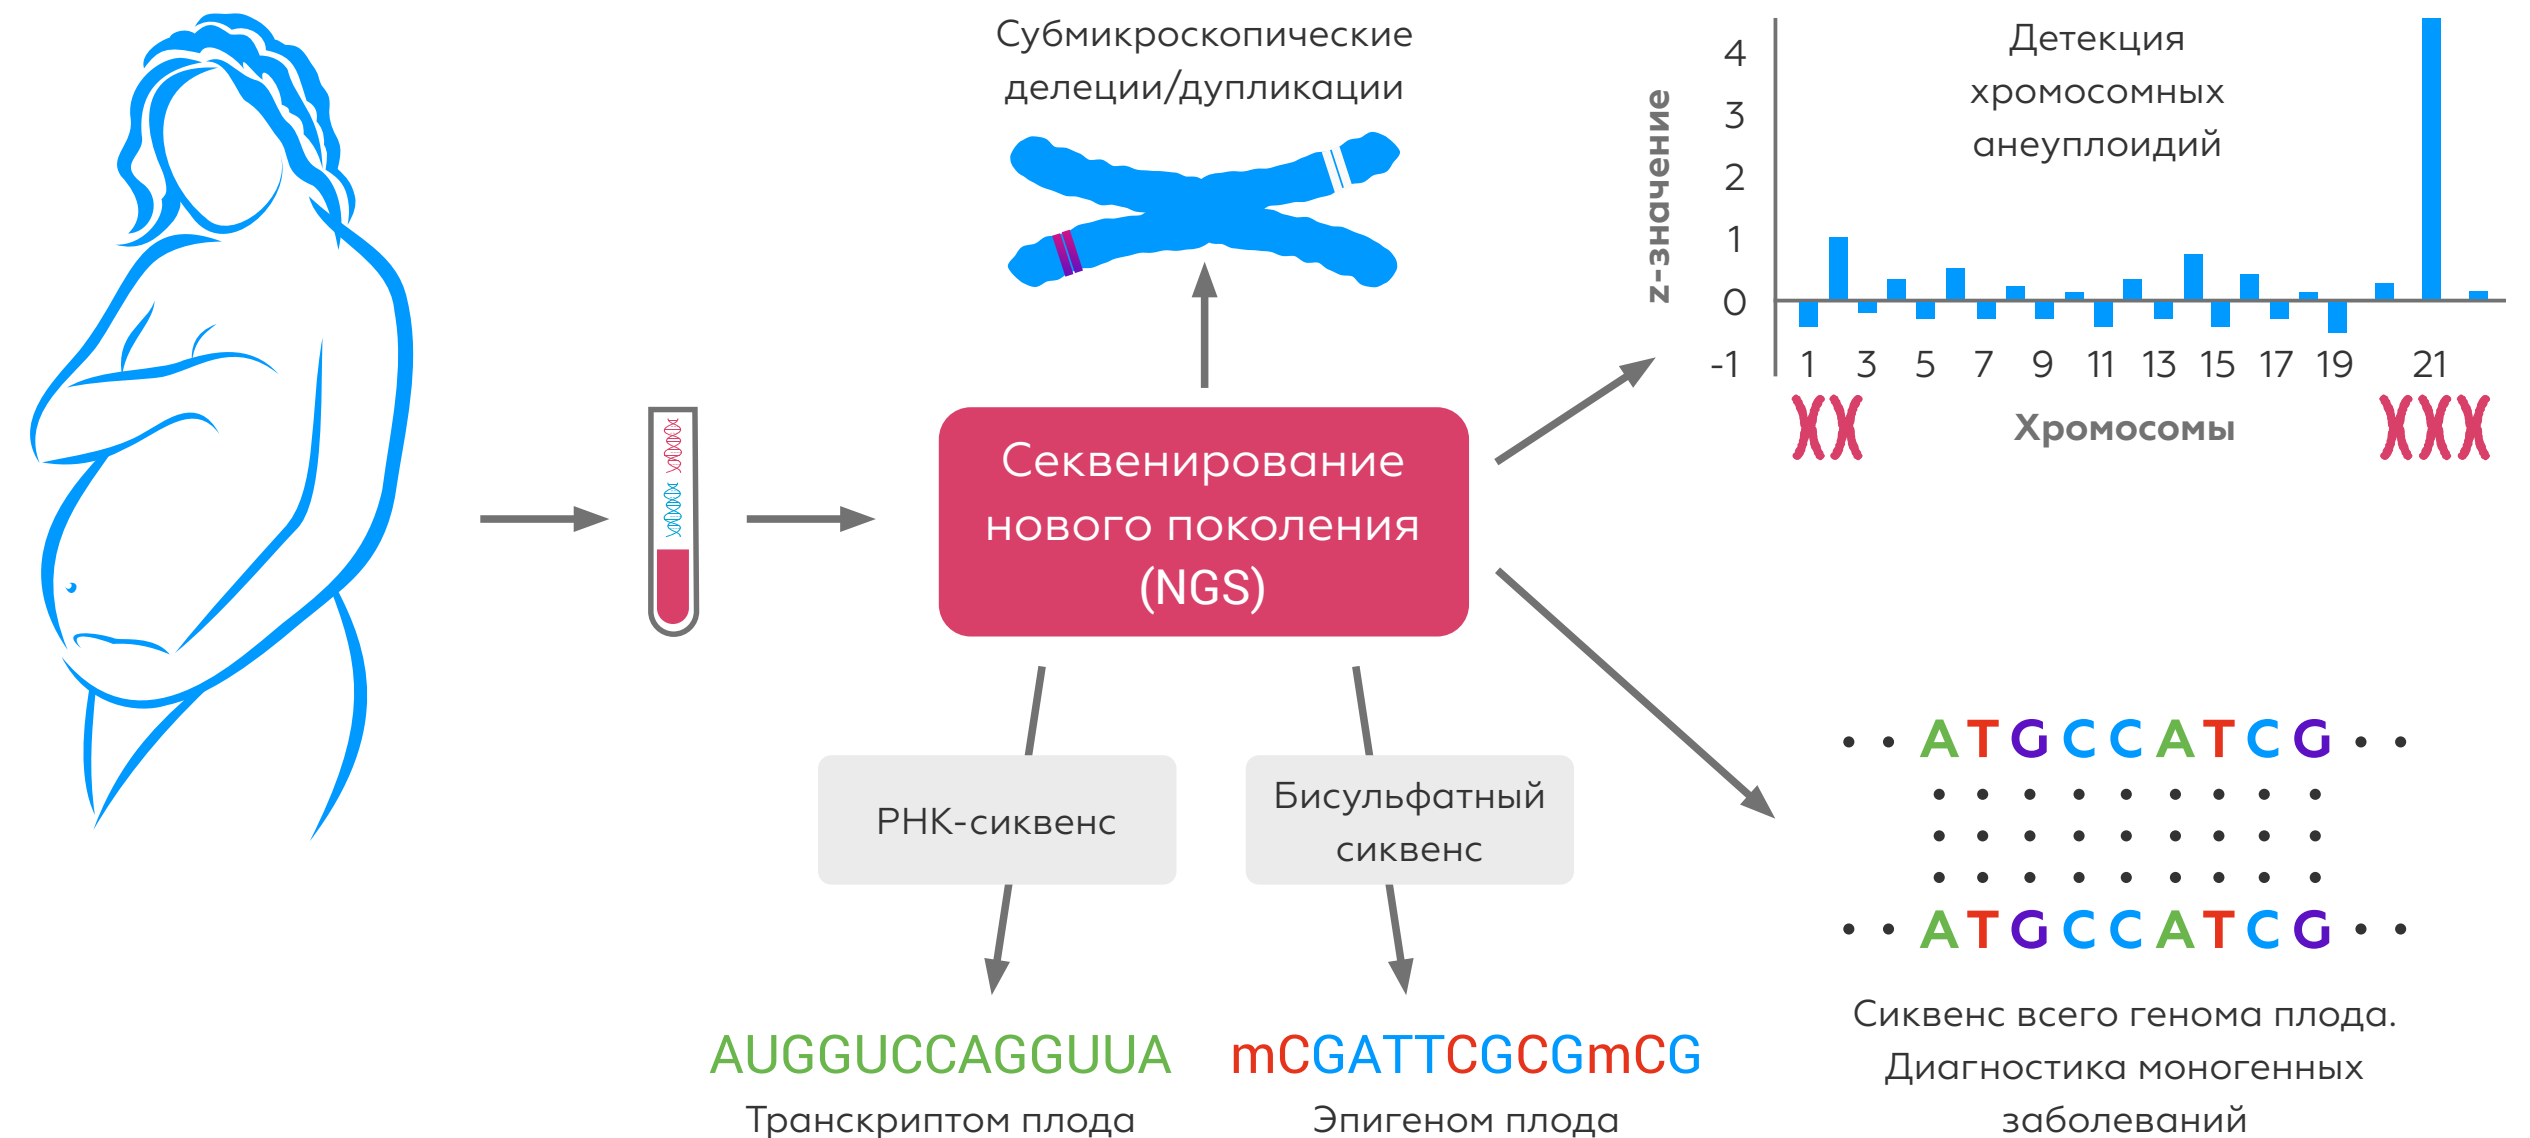 Субмикроскопические
делеции/дупликации
Детекция
хромосомных
анеуплоидий
z-значение
4
3
2
1
0
-1
1 3 5 7 9 11 13 15 17 19 21
Хромосомы
Секвенирование
нового поколения
(NGS)
РНК-сиквенс
Бисульфатный
сиквенс
AUGGUCCAGGUUA
Транскриптом плода
mCGATTCGCGmCG
Эпигеном плода
· · ATGCCATCG · ·
· · ATGCCATCG · ·
Сиквенс всего генома плода.
Диагностика моногенных
заболеваний